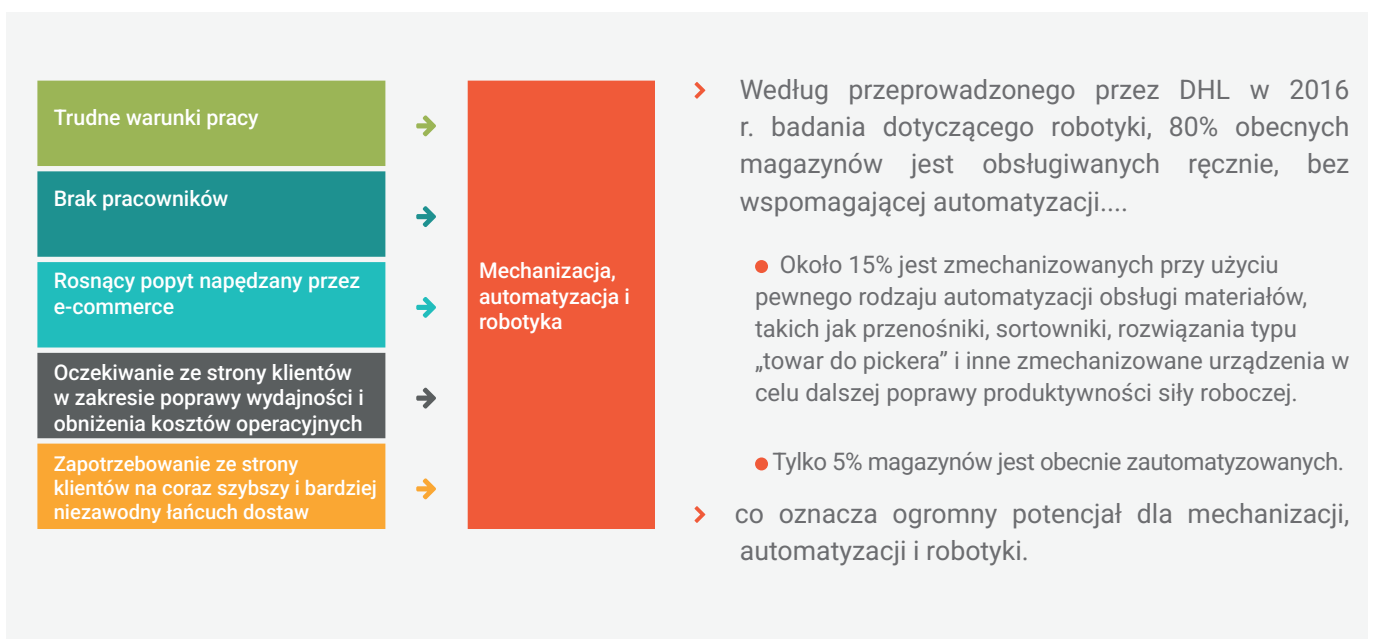 Trudne warunki pracy
Brak pracowników
Rosnący popyt napędzany przez
e-commerce
Oczekiwanie ze strony klientów
w zakresie poprawy wydajności i
obniżenia kosztów operacyjnych
Zapotrzebowanie ze strony
klientów na coraz szybszy i bardziej
niezawodny łańcuch dostaw
Mechanizacja,
automatyzacja i
robotyka
Według przeprowadzonego przez DHL w 2016
r. badania dotyczącego robotyki, 80% obecnych
magazynów jest obsługiwanych ręcznie, bez
wspomagającej automatyzacji....
Około 15% jest zmechanizowanych przy użyciu
pewnego rodzaju automatyzacji obsługi materiałów,
takich jak przenośniki, sortowniki, rozwiązania typu
„towar do pickera” i inne zmechanizowane urządzenia w
celu dalszej poprawy produktywności siły roboczej.
Tylko 5% magazynów jest obecnie zautomatyzowanych.
co oznacza ogromny potencjał dla mechanizacji,
automatyzacji i robotyki.